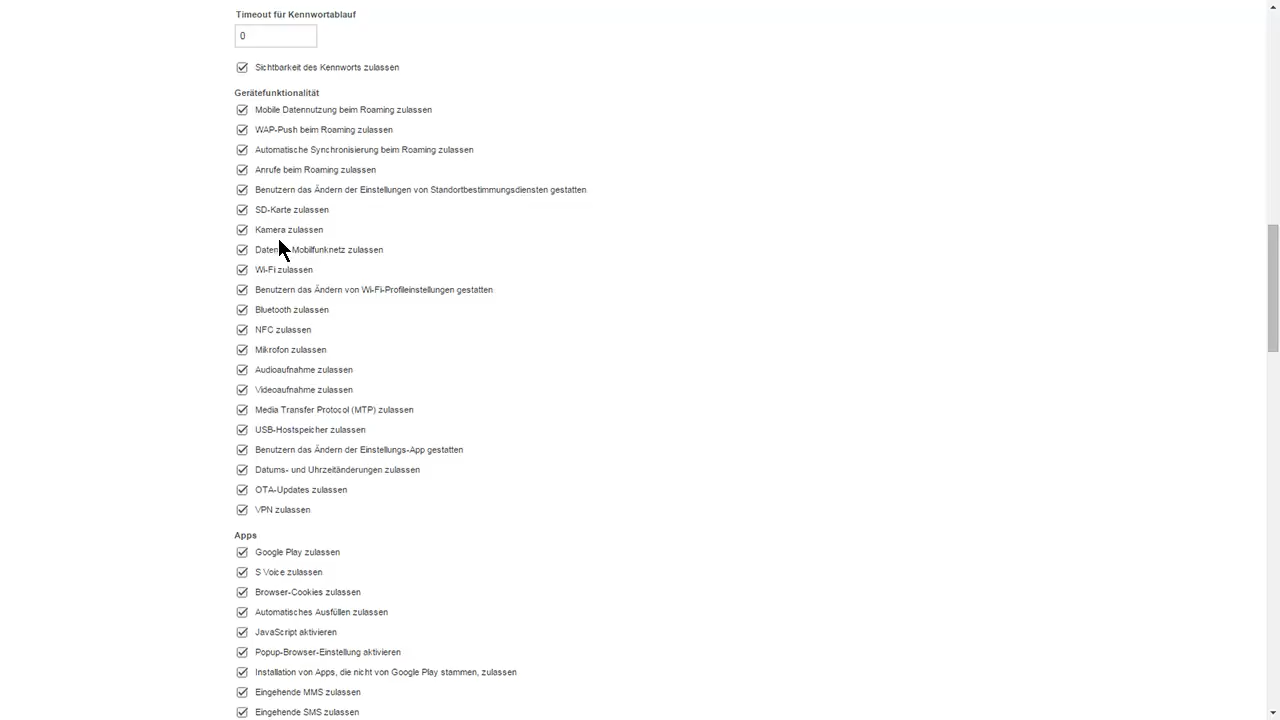 Timeout für Kennwortablauf
0
Sichtbarkeit des Kennworts zulassen
Gerätefunktionalität
Mobile Datennutzung beim Roaming zulassen
WAP-Push beim Roaming zulassen
Automatische Synchronisierung beim Roaming zulassen
Anrufe beim Roaming zulassen
Benutzern das Ändern der Einstellungen von Standortbestimmungsdiensten gestatten
SD-Karte zulassen
Kamera zulassen
Daten Mobilfunknetz zulassen
Wi-Fi zulassen
Benutzern das Ändern von Wi-Fi-Profileinstellungen gestatten
Bluetooth zulassen
NFC zulassen
Mikrofon zulassen
Audioaufnahme zulassen
Videoaufnahme zulassen
Media Transfer Protocol (MTP) zulassen
USB-Hostspeicher zulassen
Benutzern das Ändern der Einstellungs-App gestatten
Datums- und Uhrzeitänderungen zulassen
OTA-Updates zulassen
VPN zulassen
Apps
Google Play zulassen
S Voice zulassen
Browser-Cookies zulassen
Automatisches Ausfüllen zulassen
JavaScript aktivieren
Popup-Browser-Einstellung aktivieren
Installation von Apps, die nicht von Google Play stammen, zulassen
Eingehende MMS zulassen
Eingehende SMS zulassen